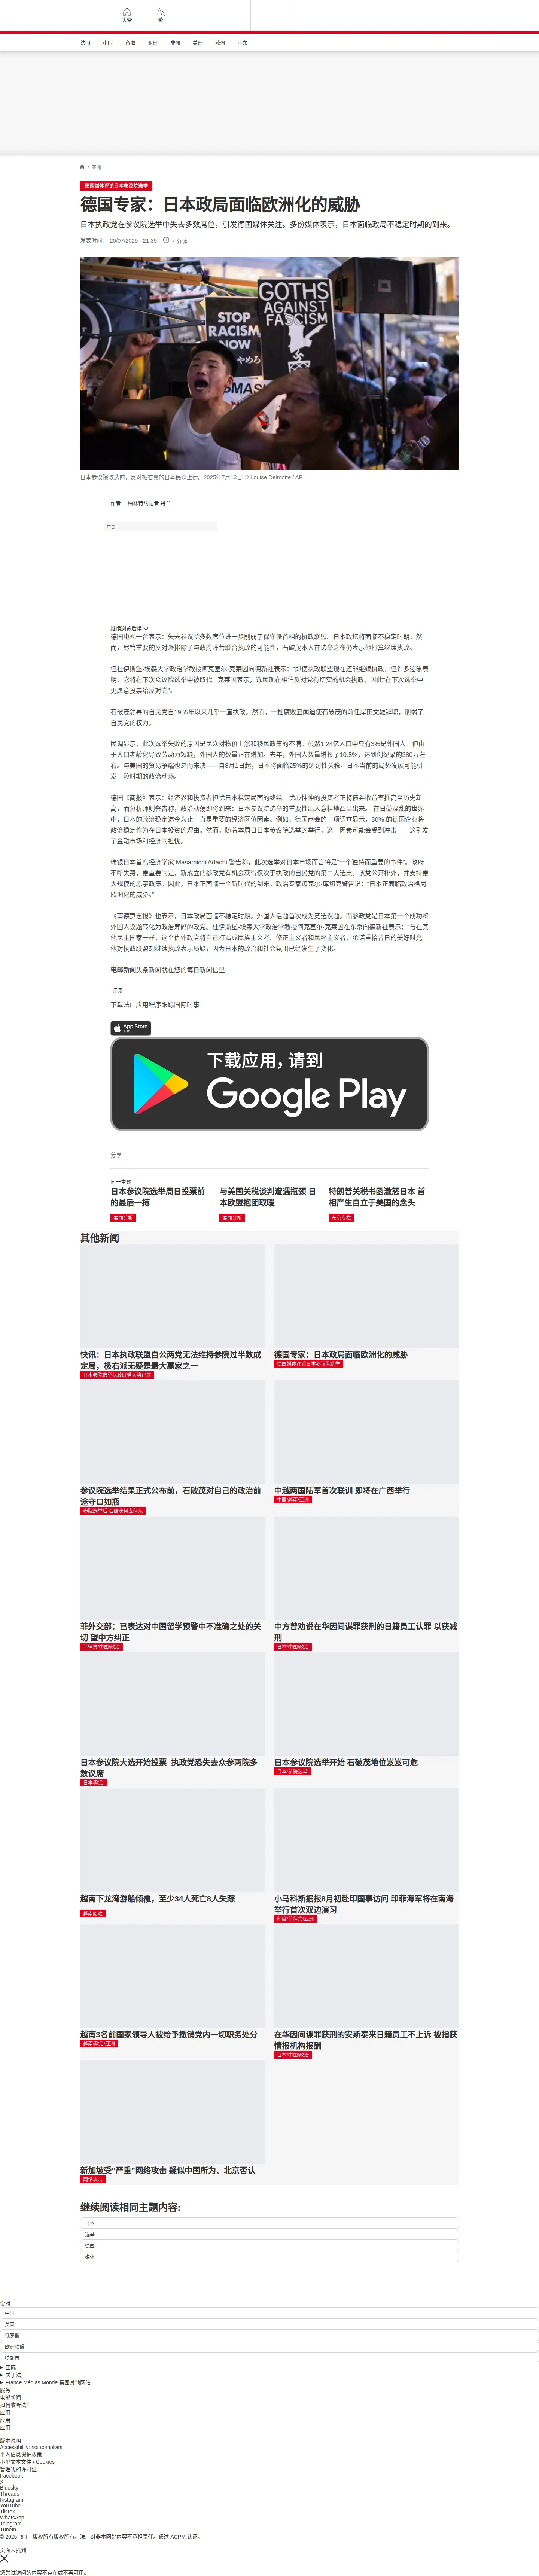 头条
繁
法国 中国 台海 亚洲 非洲 美洲 欧洲 中东
/ 亚洲
德国媒体评论日本参议院选举
德国专家：日本政局面临欧洲化的威胁
日本执政党在参议院选举中失去多数席位，引发德国媒体关注。多份媒体表示，日本面临政局不稳定时期的到来。
发表时间： 20/07/2025 - 21:39 7 分钟
STOP RACISM NOW
やめろ
GOTHS AGAINST FASCISM
日本参议院改选前，反对极右翼的日本民众上街。2025年7月13日 © Louise Delmotte / AP
作者： 柏林特约记者 丹兰
广告
继续浏览后续
德国电视一台表示：失去参议院多数席位进一步削弱了保守派首相的执政联盟。日本政坛将面临不稳定时期。然
而，尽管重要的反对派排除了与政府阵营联合执政的可能性，石破茂本人在选举之夜仍表示他打算继续执政。
但杜伊斯堡-埃森大学政治学教授阿克塞尔·克莱因向德新社表示：“即使执政联盟现在还能继续执政，但许多迹象表
明，它将在下次众议院选举中被取代。”克莱因表示，选民现在相信反对党有切实的机会执政，因此“在下次选举中
更愿意投票给反对党”。
石破茂领导的自民党自1955年以来几乎一直执政。然而，一桩腐败丑闻迫使石破茂的前任岸田文雄辞职，削弱了
自民党的权力。
民调显示，此次选举失败的原因是民众对物价上涨和移民政策的不满。虽然1.24亿人口中只有3%是外国人。但由
于人口老龄化导致劳动力短缺，外国人的数量正在增加。去年，外国人数量增长了10.5%，达到创纪录的380万左
右。与美国的贸易争端也悬而未决——自8月1日起，日本将面临25%的惩罚性关税。日本当前的局势发展可能引
发一段时期的政治动荡。
德国《商报》表示：经济界和投资者担忧日本稳定局面的终结。忧心忡忡的投资者正将债券收益率推高至历史新
高，而分析师则警告称，政治动荡即将到来：日本参议院选举的重要性出人意料地凸显出来。 在日益混乱的世界
中，日本的政治稳定迄今为止一直是重要的经济区位因素。例如，德国商会的一项调查显示，80% 的德国企业将
政治稳定作为在日本投资的理由。然而，随着本周日日本参议院选举的举行，这一因素可能会受到冲击——这引发
了金融市场和经济的担忧。
瑞银日本首席经济学家 Masamichi Adachi 警告称，此次选举对日本市场而言将是“一个独特而重要的事件”。政府
不断失势，更重要的是，新成立的参政党有机会获得仅次于执政的自民党的第二大选票。该党公开排外，并支持更
大规模的赤字政策。因此，日本正面临一个新时代的到来。政治专家迈克尔·库切克警告说：“日本正面临政治格局
欧洲化的威胁。”
《南德意志报》也表示，日本政局面临不稳定时期。外国人话题首次成为竞选议题。而参政党是日本第一个成功将
外国人议题转化为政治筹码的政党。杜伊斯堡-埃森大学政治学教授阿克塞尔·克莱因在东京向德新社表示：“与在其
他民主国家一样，这个仇外政党将自己打造成民族主义者、修正主义者和民粹主义者，承诺重拾昔日的美好时光。”
他对执政联盟想继续执政表示质疑，因为日本的政治和社会氛围已经发生了变化。
电邮新闻头条新闻就在您的每日新闻信里
订阅
下载法广应用程序跟踪国际时事
App Store
下载
下载应用，请到
Google Play
分享 :
同一主题
日本参议院选举周日投票前
的最后一搏
要闻分析
与美国关税谈判遭遇瓶颈 日
本欧盟抱团取暖
要闻分析
特朗普关税书函激怒日本 首
相产生自立于美国的念头
东京专栏
其他新闻
快讯：日本执政联盟自公两党无法维持参院过半数成
定局，极右派无疑是最大赢家之一
日本参院选举执政联盟大势已去
德国专家：日本政局面临欧洲化的威胁
德国媒体评论日本参议院选举
参议院选举结果正式公布前，石破茂对自己的政治前
途守口如瓶
参院选举后 石破茂何去何从
中越两国陆军首次联训 即将在广西举行
中国/越南/亚洲
菲外交部：已表达对中国留学预警中不准确之处的关
切 望中方纠正
菲律宾/中国/政治
中方曾劝说在华因间谍罪获刑的日籍员工认罪 以获减
刑
日本/中国/政治
日本参议院大选开始投票 执政党恐失去众参两院多
数议席
日本/政治
日本参议院选举开始 石破茂地位岌岌可危
日本/参院选举
越南下龙湾游船倾覆，至少34人死亡8人失踪
越南船难
小马科斯据报8月初赴印国事访问 印菲海军将在南海
举行首次双边演习
印度/菲律宾/亚洲
越南3名前国家领导人被给予撤销党内一切职务处分
越南/政治/亚洲
在华因间谍罪获刑的安斯泰来日籍员工不上诉 被指获
情报机构报酬
日本/中国/政治
新加坡受“严重”网络攻击 疑似中国所为、北京否认
网络攻击
继续阅读相同主题内容:
日本
选举
德国
媒体
实时
中国
美国
俄罗斯
欧洲联盟
特朗普
国际
关于法广
France Médias Monde 集团其他网站
服务
电邮新闻
如何收听法广
应用
应用
应用
版本说明
Accessibility: not compliant
个人信息保护政策
小型文本文件 / Cookies
管理我的许可证
Facebook
X
Bluesky
Threads
Instagram
YouTube
TikTok
WhatsApp
Telegram
TuneIn
© 2025 RFI – 版权所有版权所有。法广对非本网站内容不承担责任。通过 ACPM 认证。
页面未找到
您尝试访问的内容不存在或不再可用。